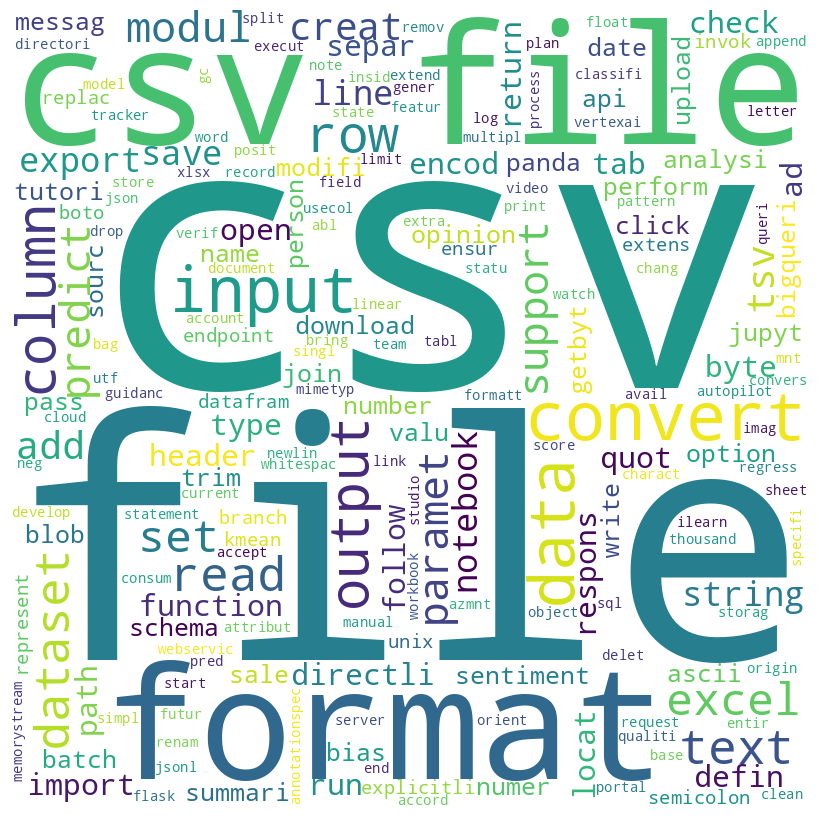 messag
modul
creat
split
remov
float
plan
append
check
directori
execut
note
insid
extend
gener
featur
separ
date
classifi
invok
csv file
gc
model
replac
tracker
line
state
log
return
process
api
vertexai
upload
letter
word
posit
row
multipl
export
save
modifi
limit
encod
panda
tab
analysi
ad
xlsx
record
field
tutori
store
json
boto
drop
verif
abl
usecol
extra
video
print
perform
pattern
queri
column
predict
sourc
open
name
person
document
opinion
ensur
statu
click
extens
chang
tsv
bigqueri
csv
input
account
linear
endpoint
bring
team
singl
tabl
download
support
watch
getbyt
jupyt
byte
mnt
convers
bag
utf
guidanc
join
mimetyp
pass
cloud
datafram
number
formatt
avail
autopilot
imag
convert
add
neg
type
valu
header
newlin
whitespac
link
studio
score
quot
option
regress
charact
sheet
trim
current
output
paramet
notebook
data
develop
statement
branch
kmean
accept
follow
workbook
respons
write
ilearn
thousand
specifi
blob
set
file
dataset
consum
read
function
schema
attribut
manual
azmnt
object
sql
string
storag
represent
webservic
pred
unix
delet
path
start
sale
directli
sentiment
ascii
origin
memorystream
simpl
futur
renam
format
annotationspec
server
orient
locat
excel
request
entir
qualiti
text
batch
jsonl
bias
end
base
import
flask
summari
run
explicitli
accord
numer
portal
defin
semicolon
clean